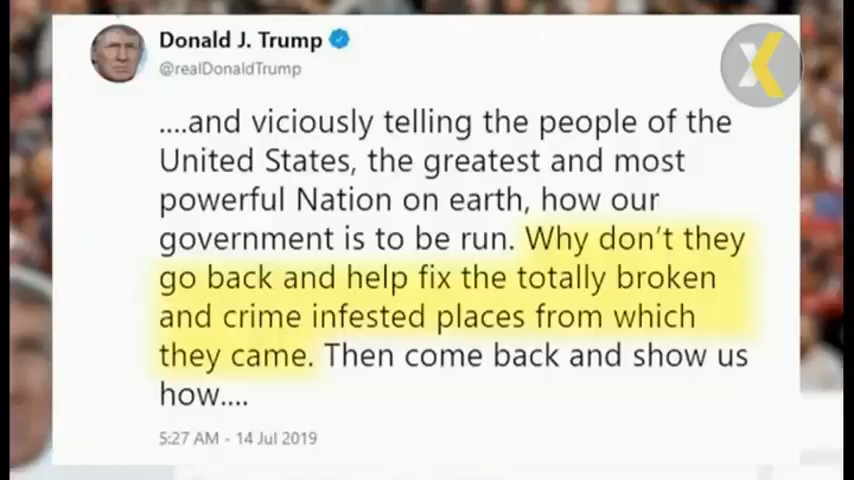 Donald J. Trump
@realDonaldTrump
....and viciously telling the people of the
United States, the greatest and most
powerful Nation on earth, how our
government is to be run. Why don't they
go back and help fix the totally broken
and crime infested places from which
they came. Then come back and show us
how....
5:27 AM - 14 Jul 2019
X